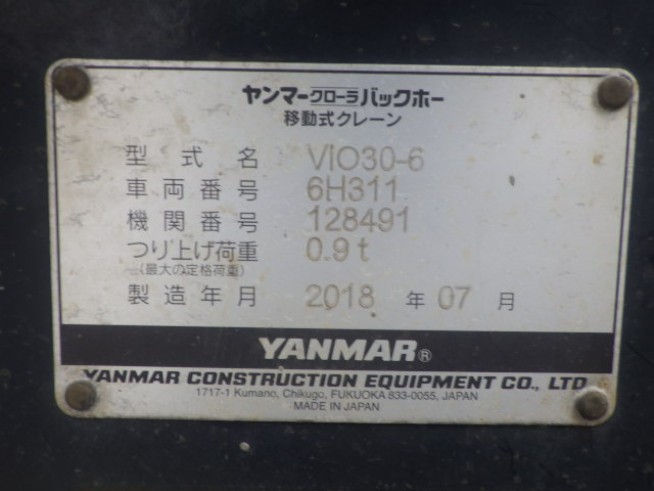 ヤンマークローラバックホー
移動式クレーン
型式名 VIO30-6
車両番号 6H311
機関番号 128491
つり上げ荷重 0.9t
(最大の定格荷重)
製造年月 2018 年 07 月
YANMAR®
YANMAR CONSTRUCTION EQUIPMENT CO., LTD
1717-1 Kumano, Chikugo, FUKUOKA 833-0055, JAPAN
MADE IN JAPAN